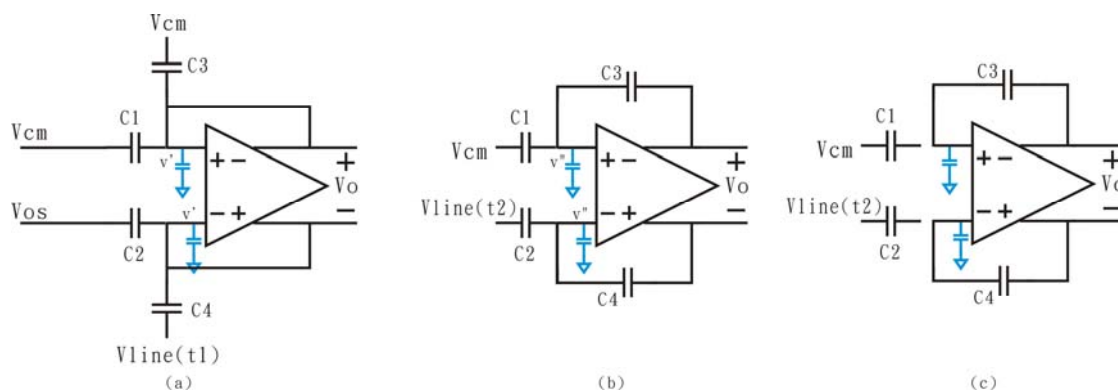 Vcm
C3
C1
Vcm
v'
+ -
+
Vo
-
Vos
v'
- +
C2
C4
Vline(t1)
(a)
C3
C1
Vcm
v"
+ -
+
Vo
-
Vline(t2)
v"
- +
C2
C4
(b)
C3
C1
Vcm
+ -
+
-
Vline(t2)
- +
C2
C4
(c)